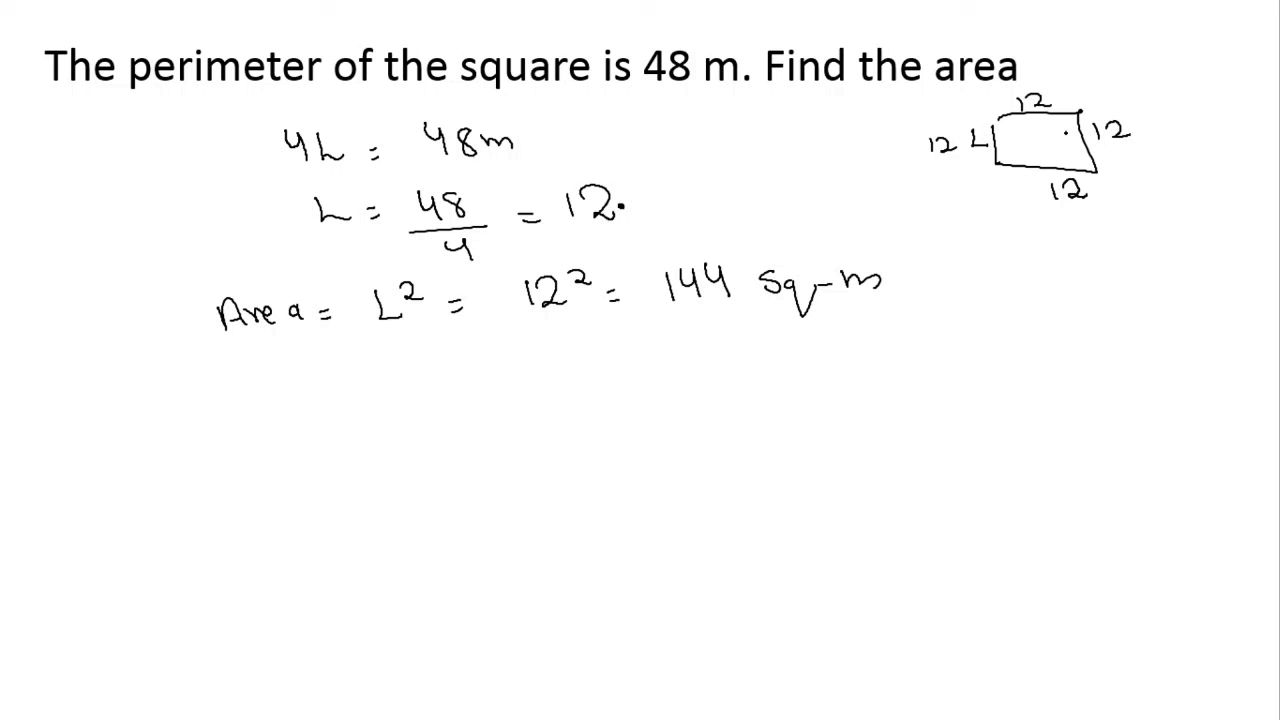 The perimeter of the square is 48 m. Find the area
12
12 L 12
12
4L = 48m
L = 48/4 = 12.
Area = L² = 12² = 144 Sq-m